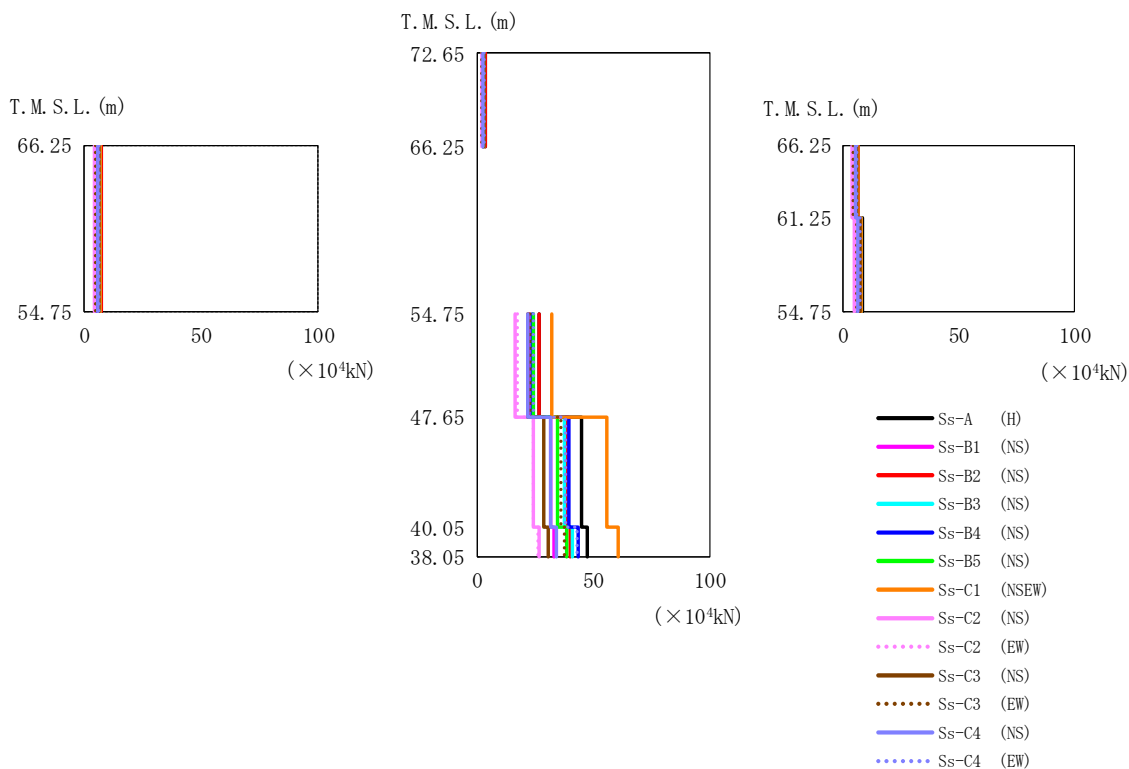 T.M.S.L.(m)
66.25
54.75
0 50 100
(×10⁴kN)
T.M.S.L.(m)
72.65
66.25
54.75
47.65
40.05
38.05
0 50 100
(×10⁴kN)
T.M.S.L.(m)
66.25
61.25
54.75
0 50 100
(×10⁴kN)
Ss-A (H)
Ss-B1 (NS)
Ss-B2 (NS)
Ss-B3 (NS)
Ss-B4 (NS)
Ss-B5 (NS)
Ss-C1 (NSEW)
Ss-C2 (NS)
Ss-C2 (EW)
Ss-C3 (NS)
Ss-C3 (EW)
Ss-C4 (NS)
Ss-C4 (EW)